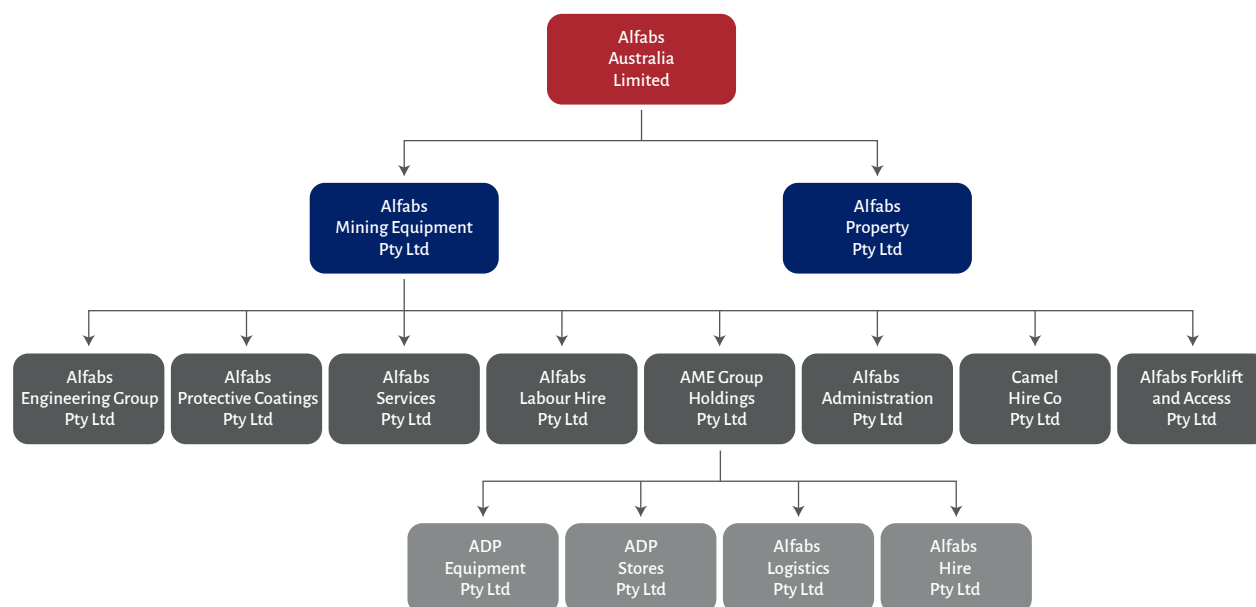 Alfabs
Australia
Limited
Alfabs
Mining Equipment
Pty Ltd
Alfabs
Property
Pty Ltd
Alfabs
Engineering Group
Pty Ltd
Alfabs
Protective Coatings
Pty Ltd
Alfabs
Services
Pty Ltd
Alfabs
Labour Hire
Pty Ltd
AME Group
Holdings
Pty Ltd
Alfabs
Administration
Pty Ltd
Camel
Hire Co
Pty Ltd
Alfabs Forklift
and Access
Pty Ltd
ADP
Equipment
Pty Ltd
ADP
Stores
Pty Ltd
Alfabs
Logistics
Pty Ltd
Alfabs
Hire
Pty Ltd